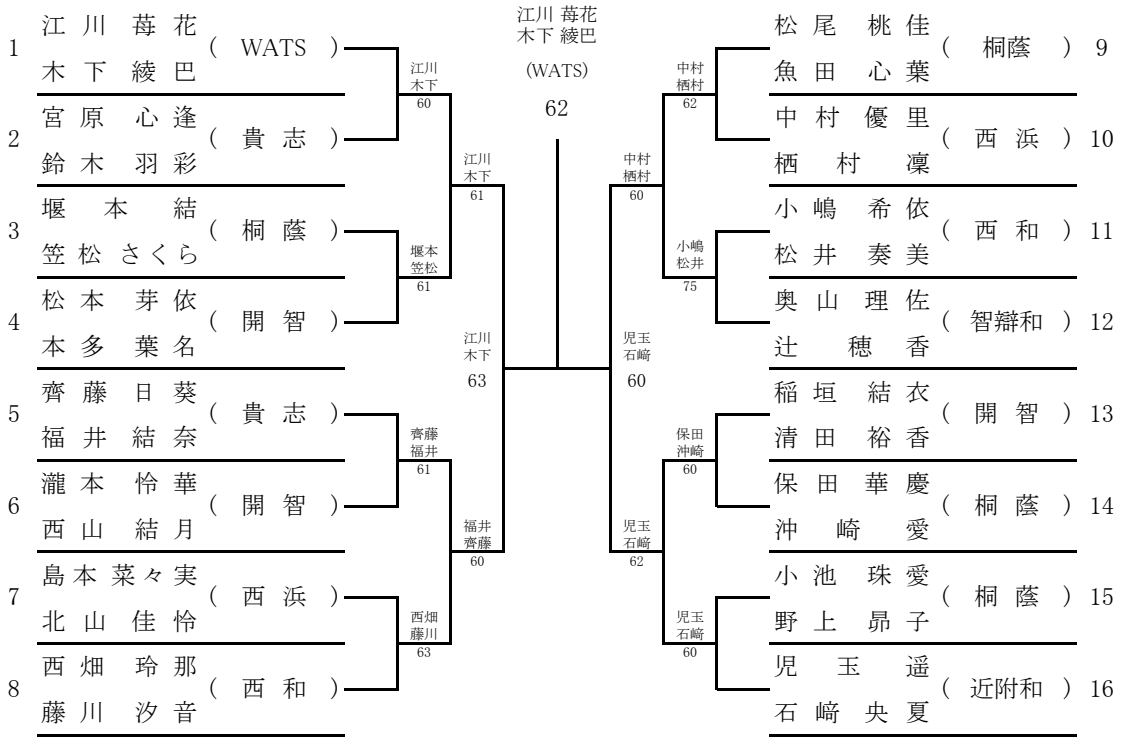 江川 苺花
木下 綾巴
(WATS)
62
1 江川 苺花 ( WATS )
木下 綾巴
2 宮原 心逢 ( 貴志 )
鈴木 羽彩
3 堰本 結 ( 桐蔭 )
笠松 さくら
4 松本 芽依 ( 開智 )
本多 葉名
5 齊藤 日葵 ( 貴志 )
福井 結奈
6 瀧本 怜華 ( 開智 )
西山 結月
7 島本 菜々実 ( 西浜 )
北山 佳怜
8 西畑 玲那 ( 西和 )
藤川 汐音
江川
木下
60
堰本
笠松
61
齊藤
福井
61
西畑
藤川
63
江川
木下
61
福井
齊藤
60
江川
木下
63
児玉
石﨑
60
中村
栖村
60
児玉
石﨑
62
中村
栖村
62
小嶋
松井
75
保田
沖崎
60
児玉
石﨑
60
松尾 桃佳 ( 桐蔭 ) 9
魚田 心葉
中村 優里 ( 西浜 ) 10
栖村 凜
小嶋 希依 ( 西和 ) 11
松井 奏美
奥山 理佐 ( 智辯和 ) 12
辻 穂香
稲垣 結衣 ( 開智 ) 13
清田 裕香
保田 華慶 ( 桐蔭 ) 14
沖崎 愛
小池 珠愛 ( 桐蔭 ) 15
野上 昴子
児玉 遥 ( 近附和 ) 16
石﨑 央夏